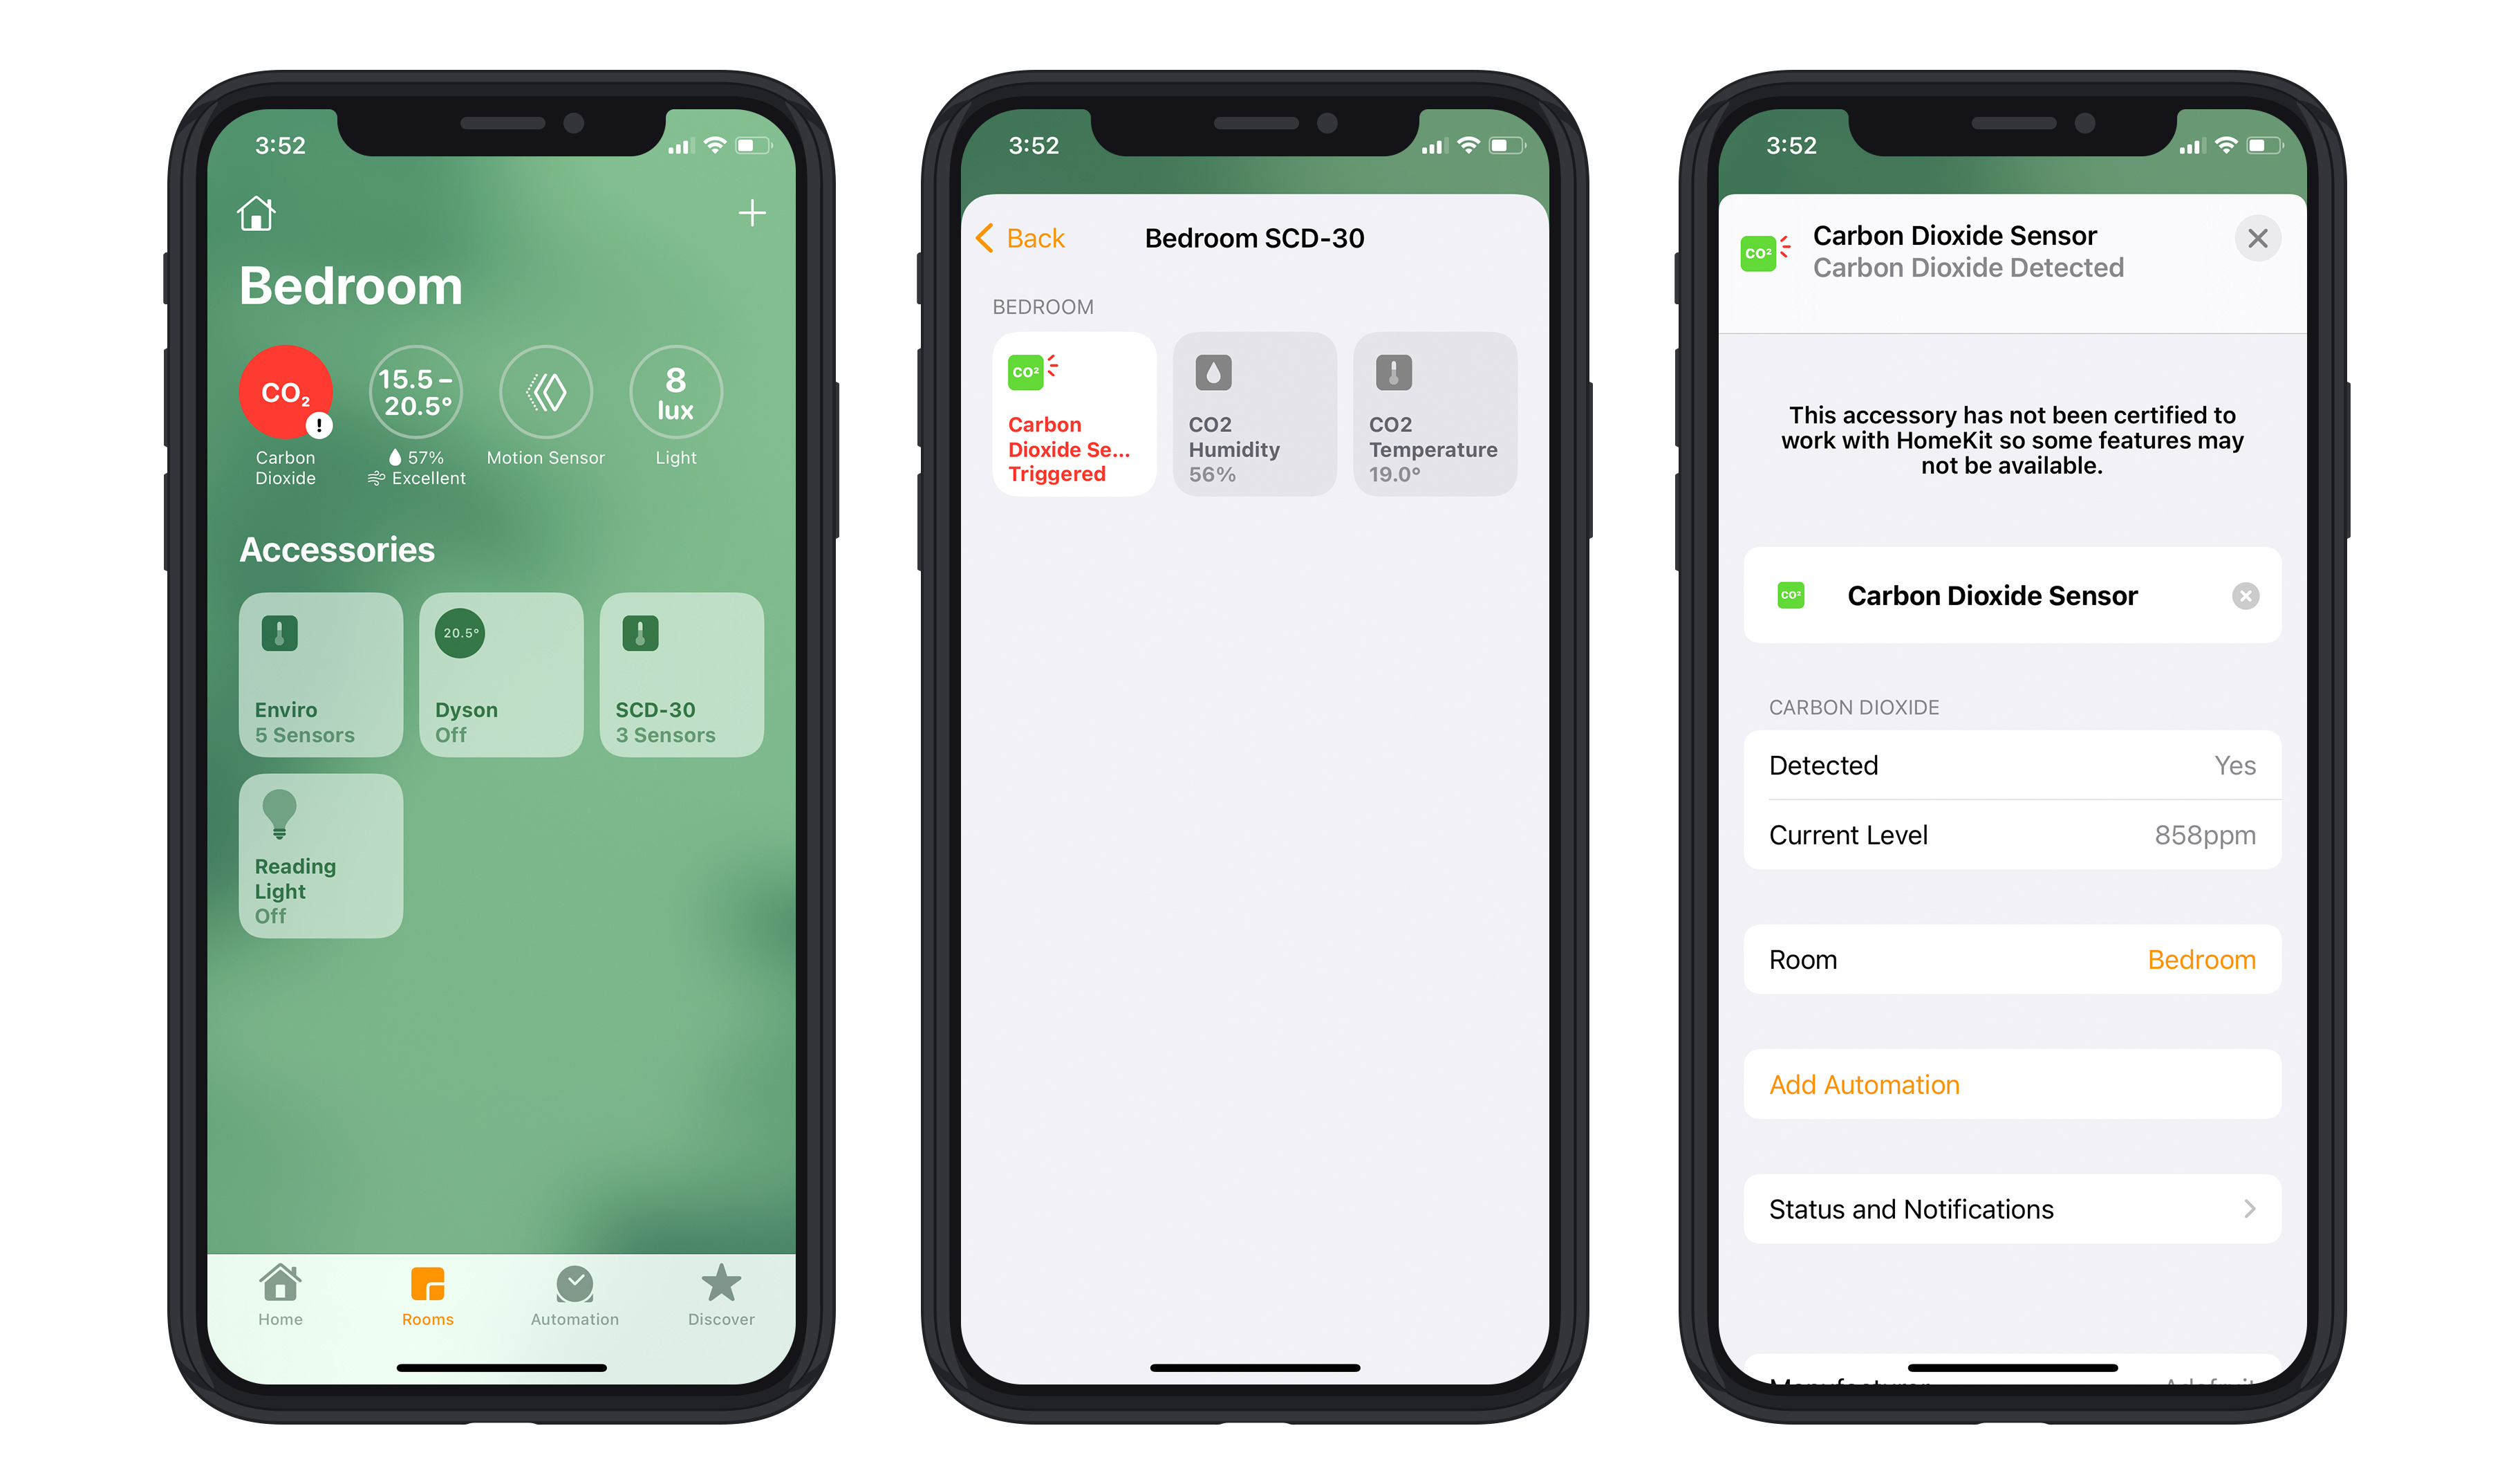 3:52
Bedroom
CO₂
!
15.5–
20.5°
8
lux
Carbon
Dioxide
57%
Excellent
Motion Sensor
Light
Accessories
Enviro
5 Sensors
20.5°
Dyson
Off
SCD-30
3 Sensors
Reading
Light
Off
Home
Rooms
Automation
Discover
3:52
Back
Bedroom SCD-30
BEDROOM
CO²
Carbon
Dioxide Se...
Triggered
CO2
Humidity
56%
CO2
Temperature
19.0°
3:52
CO²
Carbon Dioxide Sensor
Carbon Dioxide Detected
This accessory has not been certified to
work with HomeKit so some features may
not be available.
CO²
Carbon Dioxide Sensor
CARBON DIOXIDE
Detected Yes
Current Level 858ppm
Room Bedroom
Add Automation
Status and Notifications